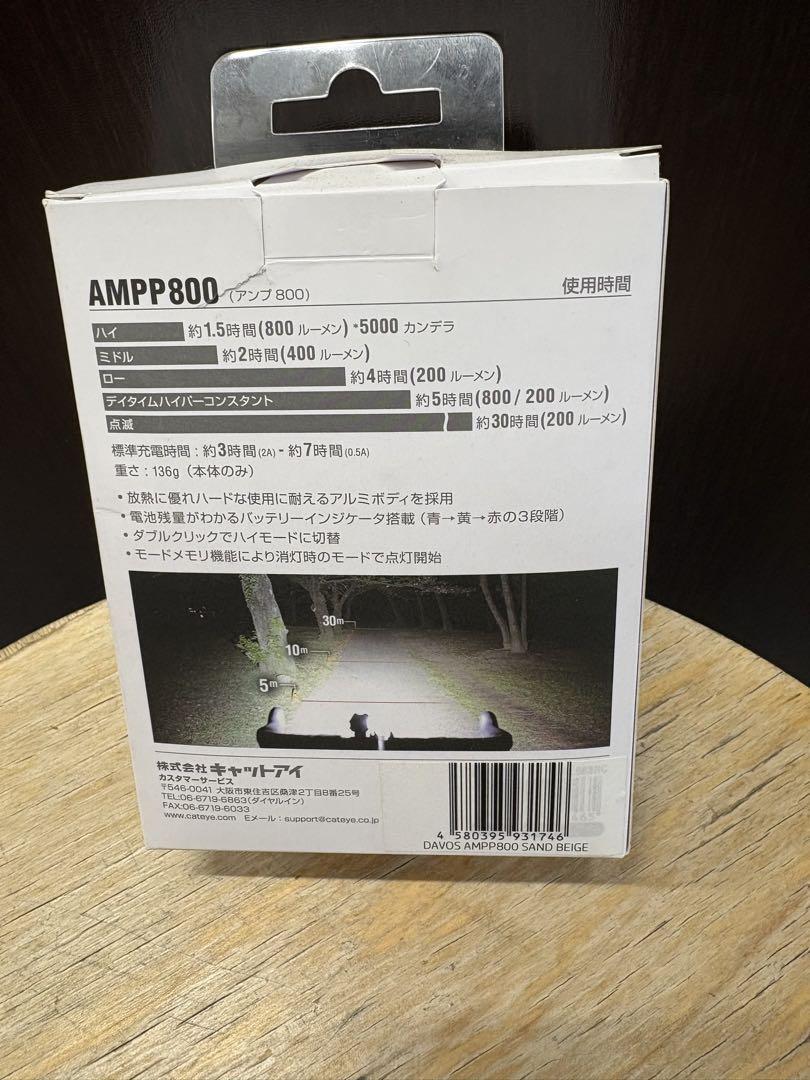 AMPP800 (アンプ 800) 使用時間
ハイ 約1.5時間(800 ルーメン) *5000 カンデラ
ミドル 約2時間(400 ルーメン)
ロー 約4時間(200 ルーメン)
デイタイムハイパーコンスタント 約5時間(800 / 200 ルーメン)
点滅 約30時間(200 ルーメン)
標準充電時間 : 約3時間(2A) - 約7時間(0.5A)
重さ : 136g (本体のみ)
• 放熱に優れハードな使用に耐えるアルミボディを採用
• 電池残量がわかるバッテリーインジケータ搭載 (青→黄→赤の3段階)
• ダブルクリックでハイモードに切替
• モードメモリ機能により消灯時のモードで点灯開始
30m
10m
5m
株式会社 キャットアイ
カスタマーサービス
〒546-0041 大阪市東住吉区桑津2丁目8番25号
TEL:06-6719-6863(ダイヤルイン)
FAX:06-6719-6033
www.cateye.com Eメール : support@cateye.co.jp
4 580395 931746
DAVOS AMPP800 SAND BEIGE